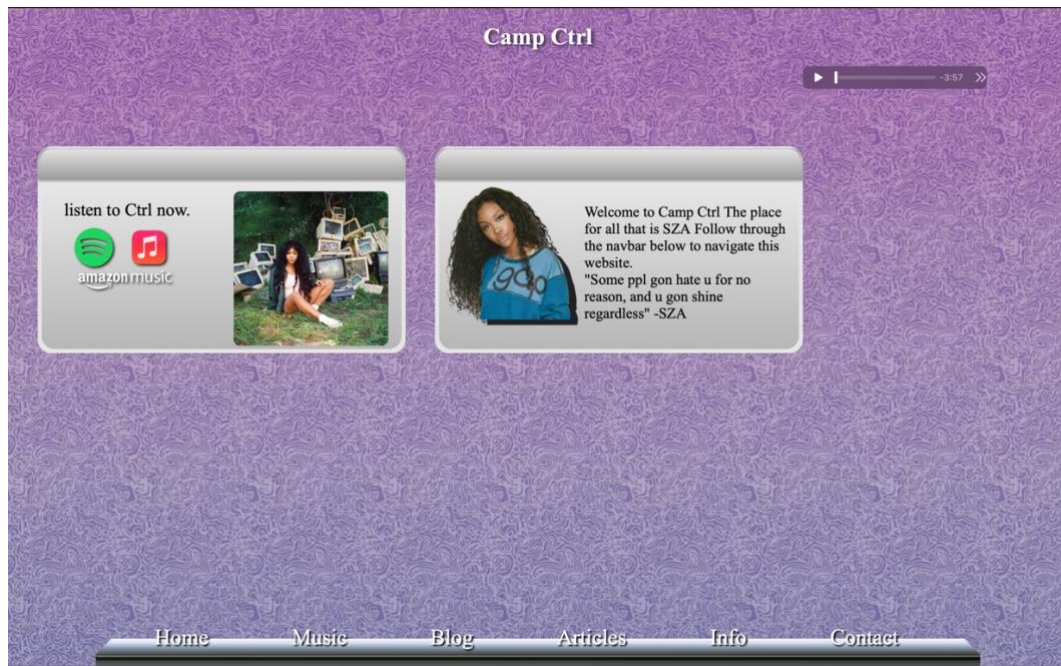 Camp Ctrl
-3:57
listen to Ctrl now.
amazon music
Welcome to Camp Ctrl The place
for all that is SZA Follow through
the navbar below to navigate this
website.
"Some ppl gon hate u for no
reason, and u gon shine
regardless" -SZA
gap
Home Music Blog Articles Info Contact